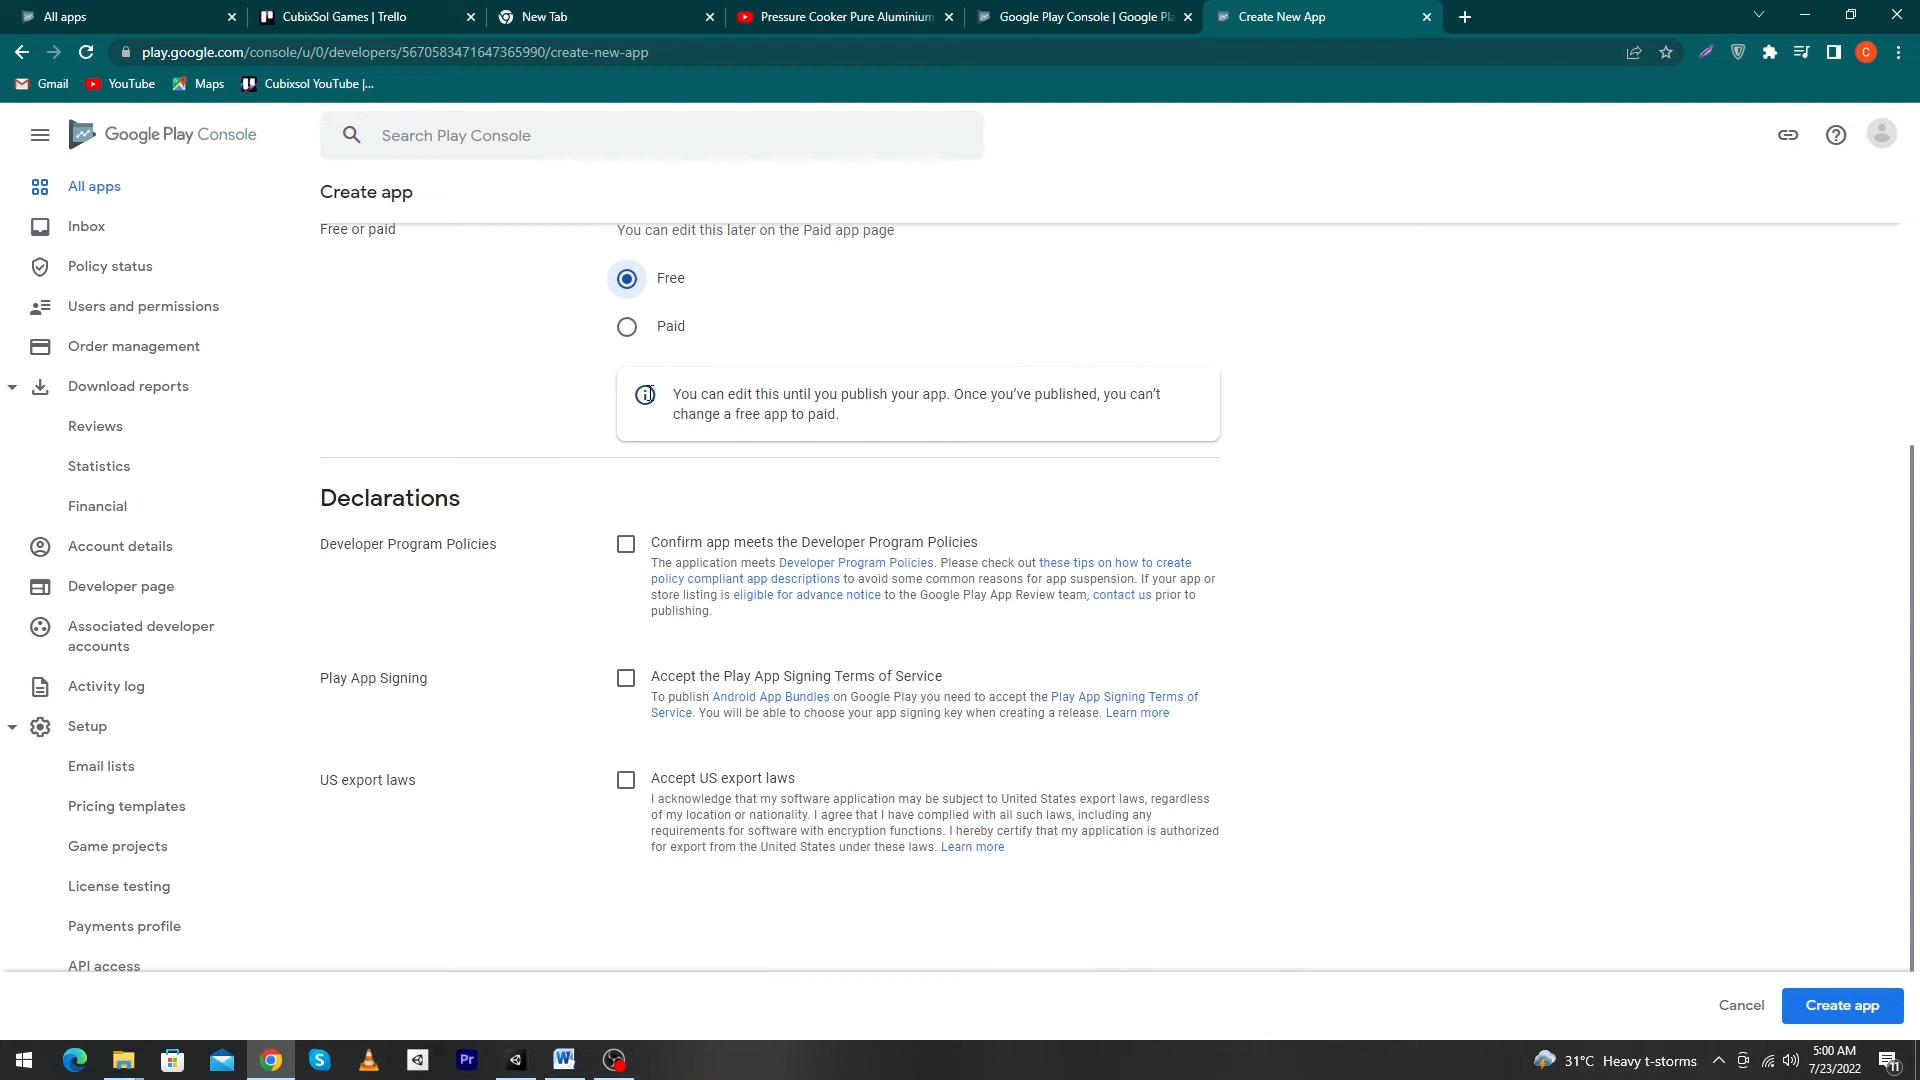 All apps
CubixSol Games | Trello
New Tab
Pressure Cooker Pure Aluminium
Google Play Console | Google Pla
Create New App
play.google.com/console/u/0/developers/5670583471647365990/create-new-app
C
Gmail
YouTube
Maps
Cubixsol YouTube |...
Google Play Console
Search Play Console
All apps
Inbox
Policy status
Users and permissions
Order management
Download reports
Reviews
Statistics
Financial
Account details
Developer page
Associated developer
accounts
Activity log
Setup
Email lists
Pricing templates
Game projects
License testing
Payments profile
API access
Create app
Free or paid
You can edit this later on the Paid app page
Free
Paid
You can edit this until you publish your app. Once you’ve published, you can’t
change a free app to paid.
Declarations
Developer Program Policies
Confirm app meets the Developer Program Policies
The application meets Developer Program Policies. Please check out these tips on how to create
policy compliant app descriptions to avoid some common reasons for app suspension. If your app or
store listing is eligible for advance notice to the Google Play App Review team, contact us prior to
publishing.
Play App Signing
Accept the Play App Signing Terms of Service
To publish Android App Bundles on Google Play you need to accept the Play App Signing Terms of
Service. You will be able to choose your app signing key when creating a release. Learn more
US export laws
Accept US export laws
I acknowledge that my software application may be subject to United States export laws, regardless
of my location or nationality. I agree that I have complied with all such laws, including any
requirements for software with encryption functions. I hereby certify that my application is authorized
for export from the United States under these laws. Learn more
Cancel
Create app
Pr
31°C Heavy t-storms
5:00 AM
7/23/2022
11